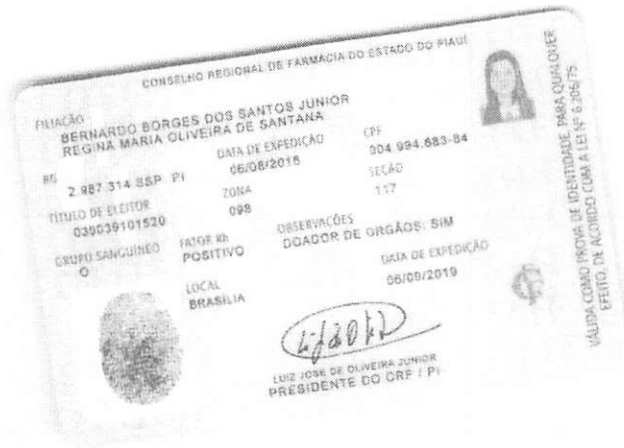 CONSELHO REGIONAL DE FARMACIA DO ESTADO DO PIAUÍ
FILIAÇÃO
BERNARDO BORGES DOS SANTOS JUNIOR
REGINA MARIA OLIVEIRA DE SANTANA
RG
2.987.314 SSP PI
DATA DE EXPEDIÇÃO
06/08/2015
CPF
304.994.683-84
TÍTULO DE ELEITOR
030039101520
ZONA
098
SEÇÃO
117
GRUPO SANGUÍNEO
O
FATOR Rh
POSITIVO
OBSERVAÇÕES
DOADOR DE ORGÃOS: SIM
LOCAL
BRASÍLIA
DATA DE EXPEDIÇÃO
06/09/2019
LUIZ JOSE DE OLIVEIRA JUNIOR
PRESIDENTE DO CRF / PI
VÁLIDA COMO PROVA DE IDENTIDADE, PARA QUALQUER
EFEITO, DE ACORDO COM A LEI Nº 6.206/75.